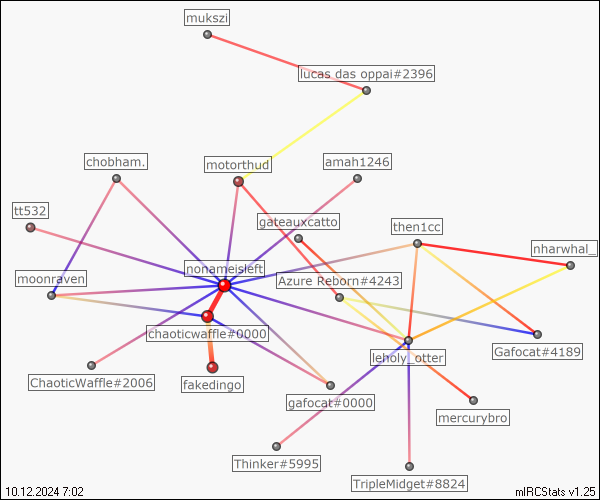 mukszi
lucas das oppai#2396
chobham.
motorthud
amah1246
tt532
gateauxcatto
then1cc
nharwhal_
nonameisleft
moonraven
Azure Reborn#4243
chaoticwaffle#0000
Gafocat#4189
leholy_otter
ChaoticWaffle#2006
fakedingo
gafocat#0000
mercurybro
Thinker#5995
TripleMidget#8824
10.12.2024 7:02
mIRCStats v1.25